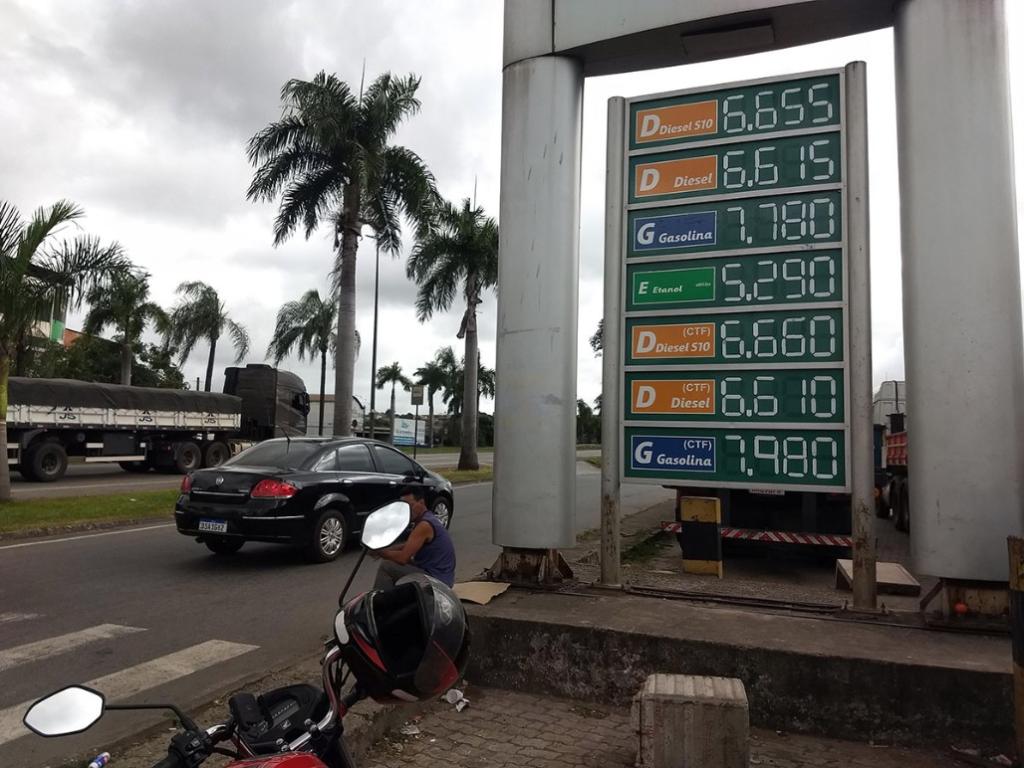 D Diesel S10 6.655
D Diesel 6.615
G Gasolina 7.780
E Etanol 5.290
D (CTF) Diesel S10 6.660
D (CTF) Diesel 6.610
G (CTF) Gasolina 7.980